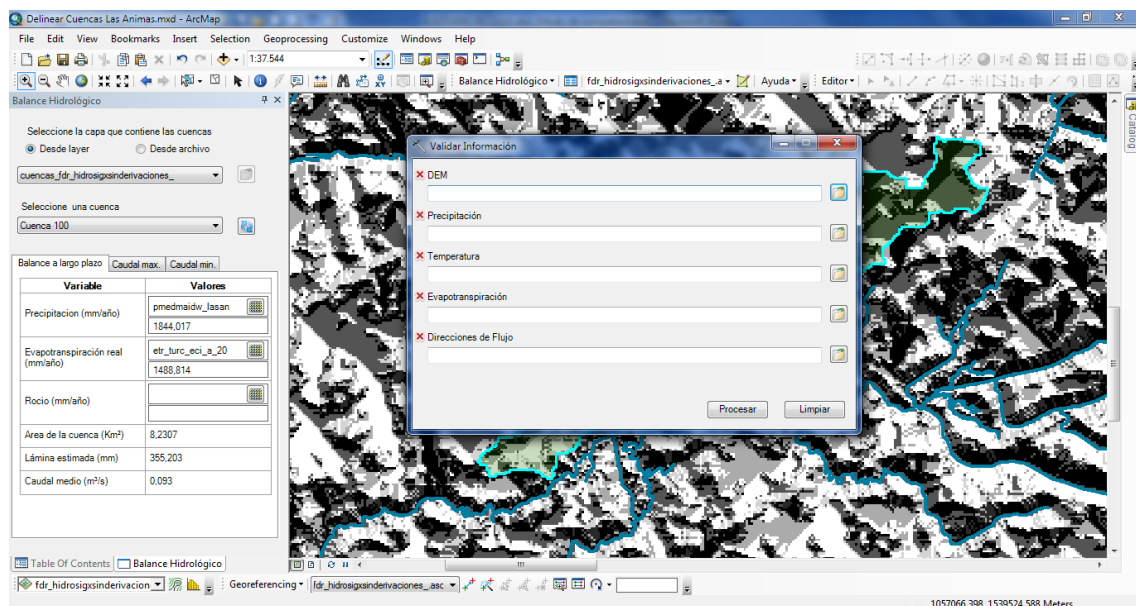 Delinear Cuencas Las Animas.mxd - ArcMap
File Edit View Bookmarks Insert Selection Geoprocessing Customize Windows Help
1:37.544
Balance Hidrológico fdr_hidrosigxsinderivaciones_.a Ayuda Editor
Balance Hidrológico
Catalog
Seleccione la capa que contiene las cuencas
Desde layer Desde archivo
cuencas_fdr_hidrosigxsinderivaciones_
Seleccione una cuenca
Cuenca 100
Balance a largo plazo Caudal max. Caudal min.
Variable Valores
Precipitacion (mm/año) pmedmaidw_lasan
1844,017
Evapotranspiración real (mm/año) etr_turc_eci_a_20
1488,814
Rocio (mm/año)
Area de la cuenca (Km²) 8,2307
Lámina estimada (mm) 355,203
Caudal medio (m³/s) 0,093
Validar Información
DEM
Precipitación
Temperatura
Evapotranspiración
Direcciones de Flujo
Procesar Limpiar
Table Of Contents Balance Hidrológico
fdr_hidrosigxsinderivacion Georeferencing fdr_hidrosigxsinderivaciones_.asc
1057066,398 1539524,588 Meters